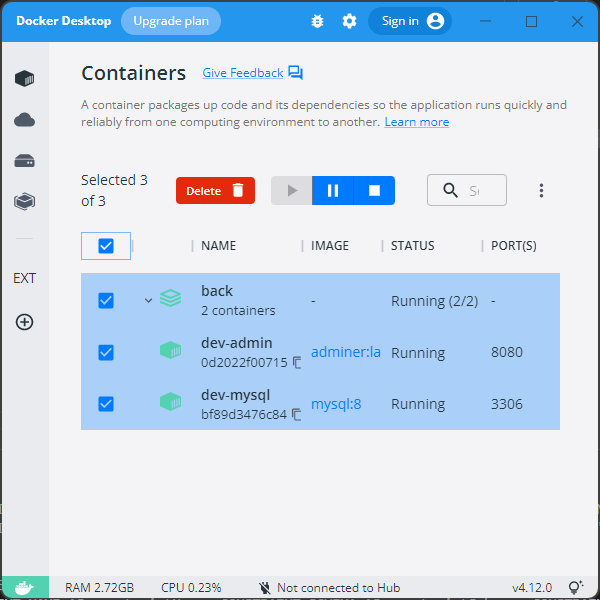 Docker Desktop Upgrade plan Sign in
Containers Give Feedback
A container packages up code and its dependencies so the application runs quickly and
reliably from one computing environment to another. Learn more
Selected 3
of 3
Delete
NAME IMAGE STATUS PORT(S)
back
2 containers
- Running (2/2) -
dev-admin
0d2022f00715
adminer:la Running 8080
dev-mysql
bf89d3476c84
mysql:8 Running 3306
EXT
RAM 2.72GB CPU 0.23% Not connected to Hub v4.12.0